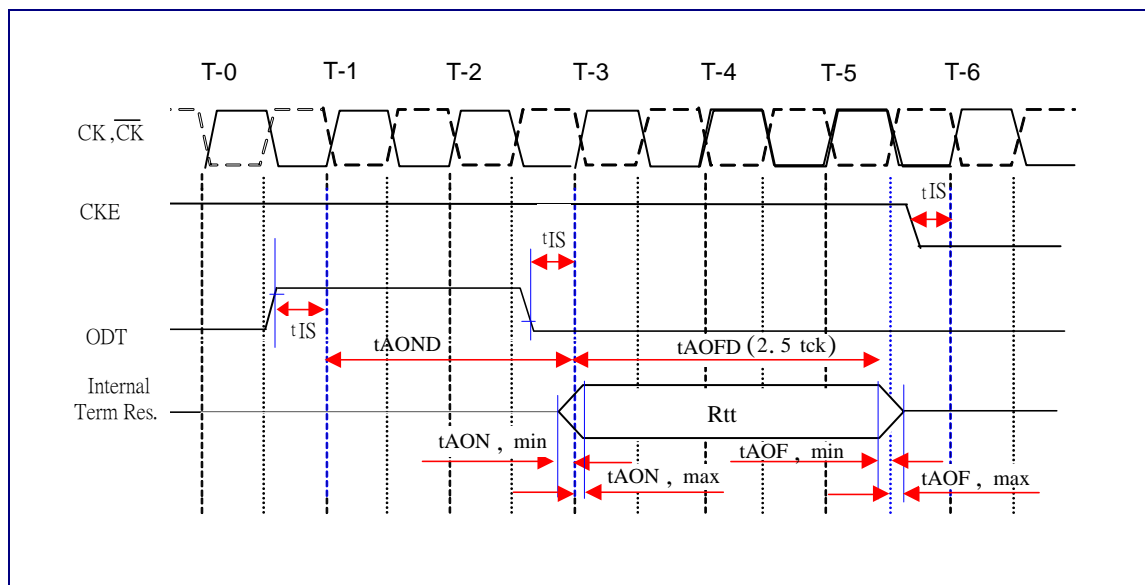 T-0 T-1 T-2 T-3 T-4 T-5 T-6
CK,CK
CKE
tIS
tIS
tIS
ODT
tAOND
tAOFD (2.5 tck)
Internal
Term Res.
Rtt
tAON , min
tAOF , min
tAON , max
tAOF , max